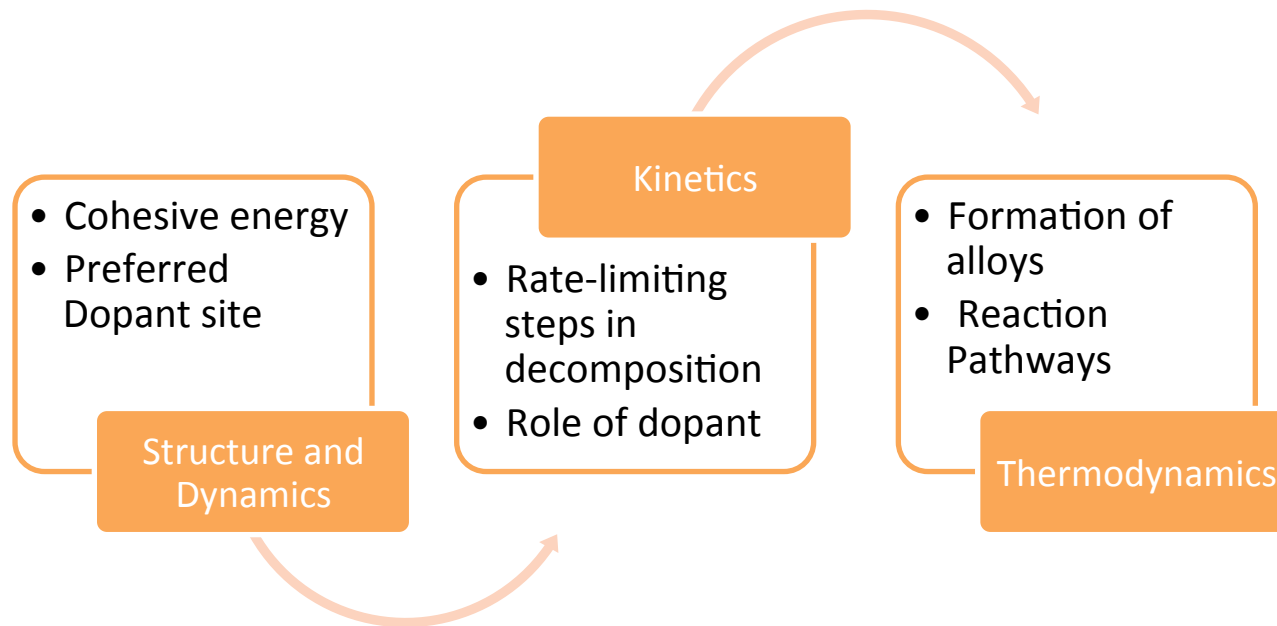 • Cohesive energy
• Preferred
Dopant site
Structure and
Dynamics
Kinetics
• Rate-limiting
steps in
decomposition
• Role of dopant
• Formation of
alloys
• Reaction
Pathways
Thermodynamics